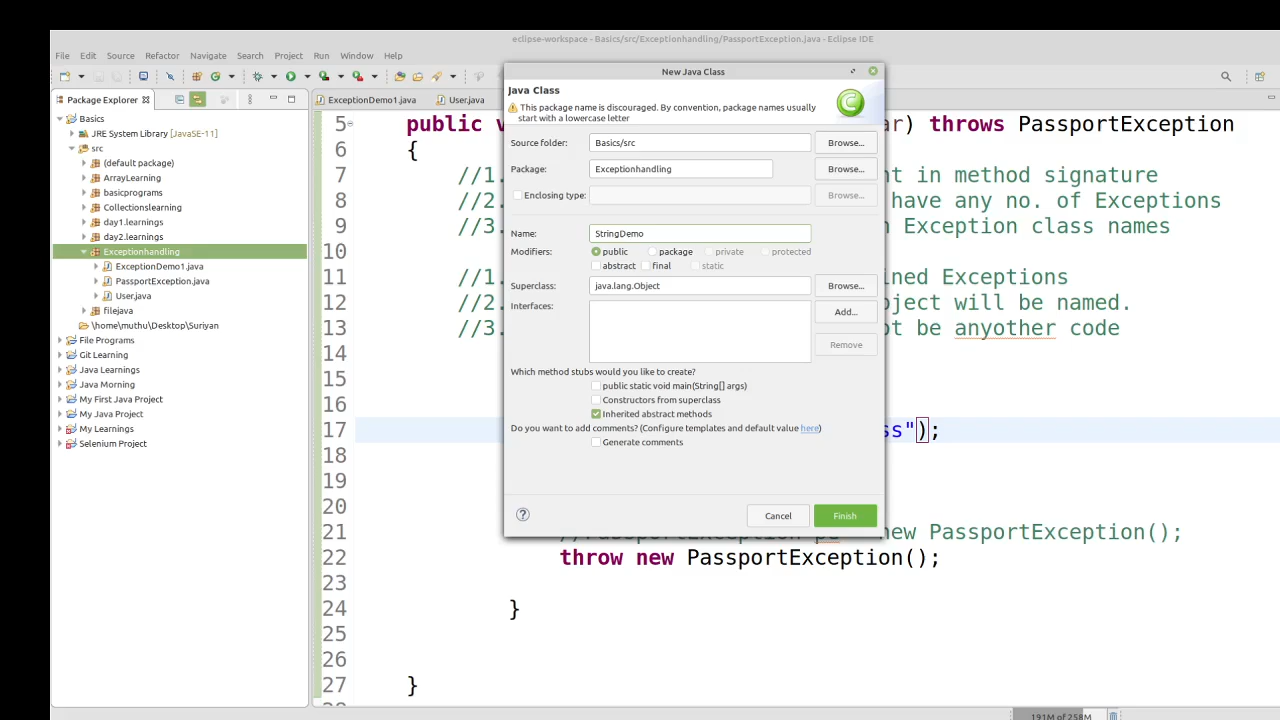 eclipse-workspace - Basics/src/Exceptionhandling/PassportException.java - Eclipse IDE
File Edit Source Refactor Navigate Search Project Run Window Help
Package Explorer
Basics
JRE System Library [JavaSE-11]
src
(default package)
ArrayLearning
basicprograms
Collectionslearning
day1.learnings
day2.learnings
Exceptionhandling
ExceptionDemo1.java
PassportException.java
User.java
filejava
\home\muthu\Desktop\Suriyan
File Programs
Git Learning
Java Learnings
Java Morning
My First Java Project
My Java Project
My Learnings
Selenium Project
ExceptionDemo1.java User.java
5 public ar) throws PassportException
6 {
7 //1. nt in method signature
8 //2. have any no. of Exceptions
9 //3. n Exception class names
10
11 //1. ined Exceptions
12 //2. bject will be named.
13 //3. ot be anyother code
14
15
16
17 ss");
18
19
20
21 new PassportException();
22 throw new PassportException();
23
24 }
25
26
27 }
New Java Class
Java Class
This package name is discouraged. By convention, package names usually
start with a lowercase letter
Source folder: Basics/src Browse...
Package: Exceptionhandling Browse...
Enclosing type: Browse...
Name: StringDemo
Modifiers: public package private protected
abstract final static
Superclass: java.lang.Object Browse...
Interfaces: Add...
Remove
Which method stubs would you like to create?
public static void main(String[] args)
Constructors from superclass
Inherited abstract methods
Do you want to add comments? (Configure templates and default value here)
Generate comments
? Cancel Finish
191M of 258M